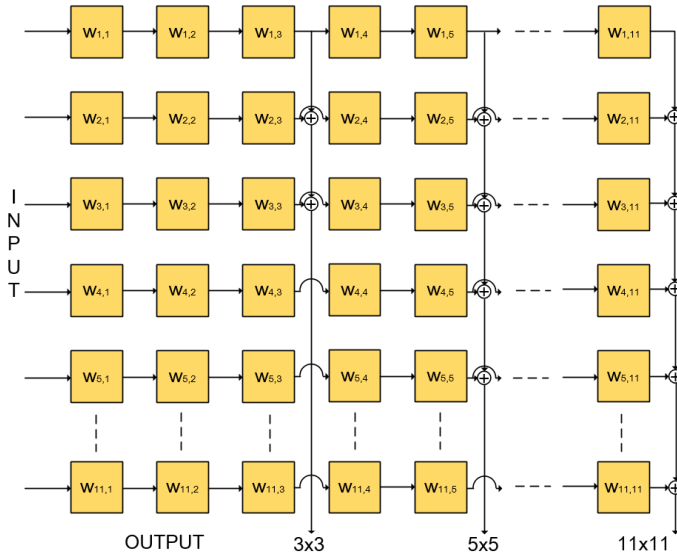 W1,1 W1,2 W1,3 W1,4 W1,5 W1,11
W2,1 W2,2 W2,3 W2,4 W2,5 W2,11
W3,1 W3,2 W3,3 W3,4 W3,5 W3,11
W4,1 W4,2 W4,3 W4,4 W4,5 W4,11
W5,1 W5,2 W5,3 W5,4 W5,5 W5,11
W11,1 W11,2 W11,3 W11,4 W11,5 W11,11
INPUT
OUTPUT 3x3 5x5 11x11